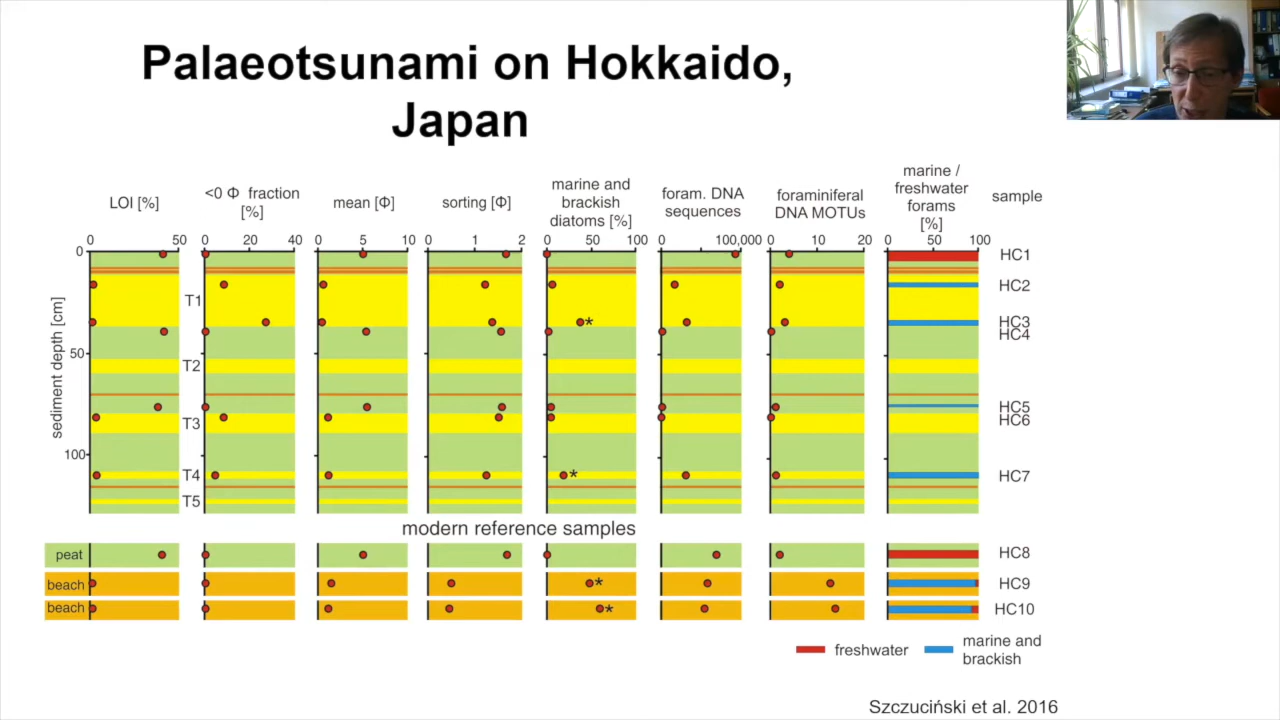 Palaeotsunami on Hokkaido,
Japan
LOI [%]
<0 Φ fraction
[%]
mean [Φ]
sorting [Φ]
marine and
brackish
diatoms [%]
foram. DNA
sequences
foraminiferal
DNA MOTUs
marine /
freshwater
forams
[%]
sample
0 50 0 20 40 0 5 10 0 1 2 0 50 100 0 100,000 0 10 20 0 50 100
sediment depth [cm]
0
50
100
T1
T2
T3
T4
T5
*
*
HC1
HC2
HC3
HC4
HC5
HC6
HC7
modern reference samples
peat HC8
beach * HC9
beach * HC10
freshwater
marine and
brackish
Szczuciński et al. 2016